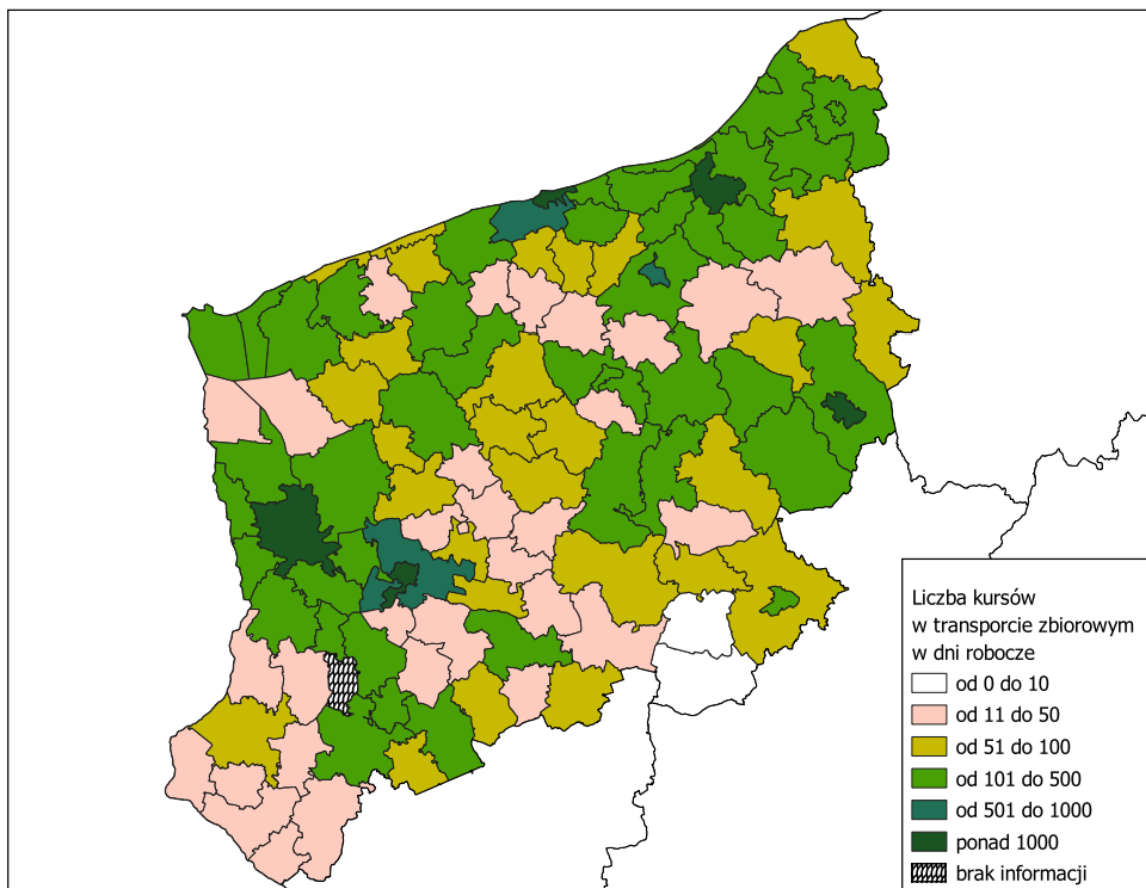 Liczba kursów
w transporcie zbiorowym
w dni robocze
od 0 do 10
od 11 do 50
od 51 do 100
od 101 do 500
od 501 do 1000
ponad 1000
brak informacji